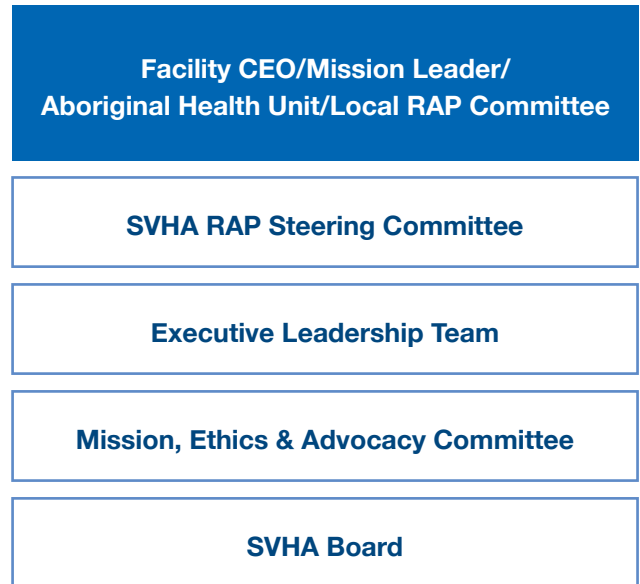 Facility CEO/Mission Leader/
Aboriginal Health Unit/Local RAP Committee
SVHA RAP Steering Committee
Executive Leadership Team
Mission, Ethics & Advocacy Committee
SVHA Board